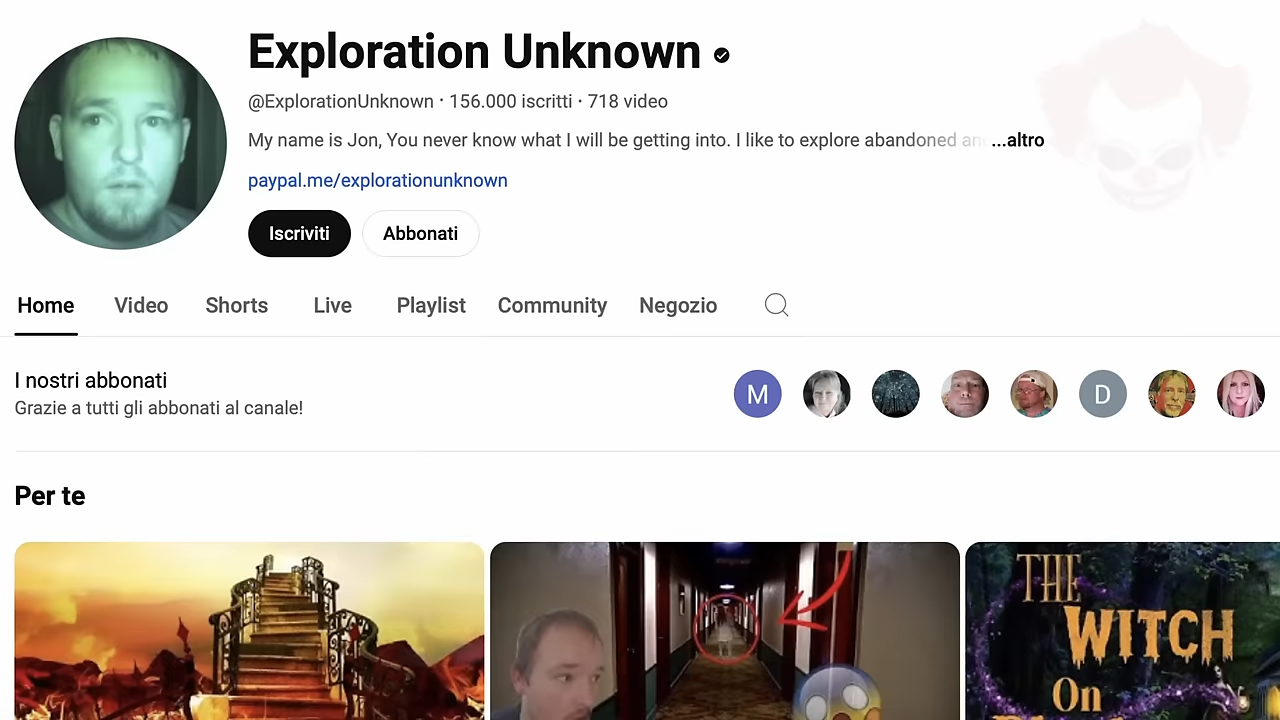 Exploration Unknown
@ExplorationUnknown · 156.000 iscritti · 718 video
My name is Jon, You never know what I will be getting into. I like to explore abandoned an ...altro
paypal.me/explorationunknown
Iscriviti Abbonati
Home Video Shorts Live Playlist Community Negozio
I nostri abbonati
Grazie a tutti gli abbonati al canale!
M D
Per te
THE
WITCH
On